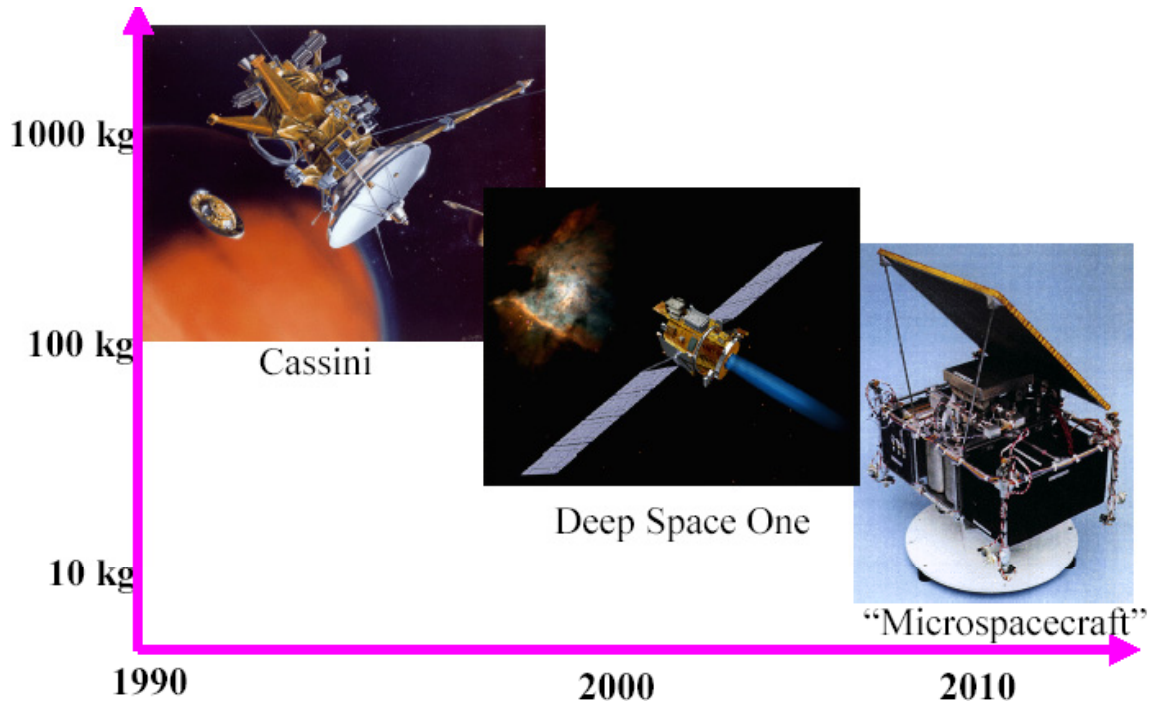 1000 kg
100 kg
Cassini
Deep Space One
10 kg
“Microspacecraft”
1990
2000
2010